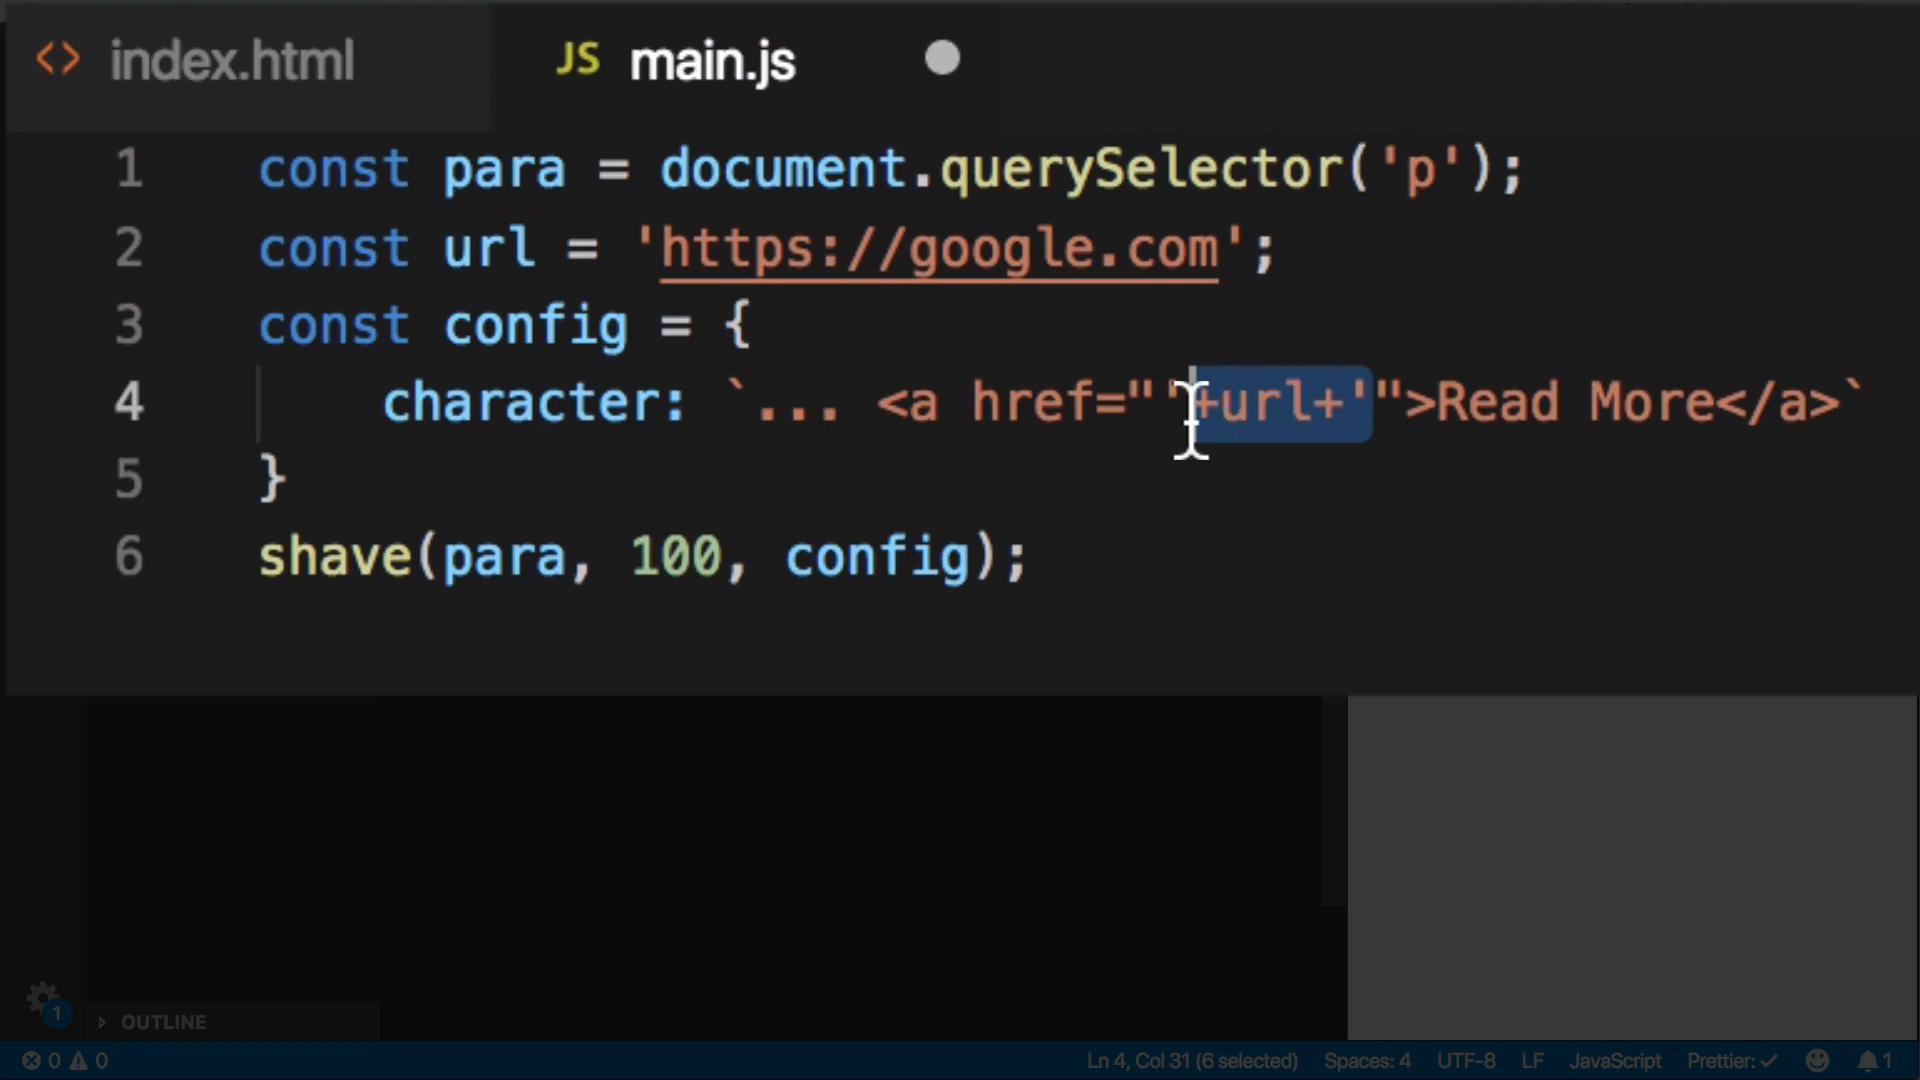 <> index.html JS main.js
1 const para = document.querySelector('p');
2 const url = 'https://google.com';
3 const config = {
4 character: `... <a href="'+url+'">Read More</a>`
5 }
6 shave(para, 100, config);
1 OUTLINE
0 0 Ln 4, Col 31 (6 selected) Spaces: 4 UTF-8 LF JavaScript Prettier: ✓ 1